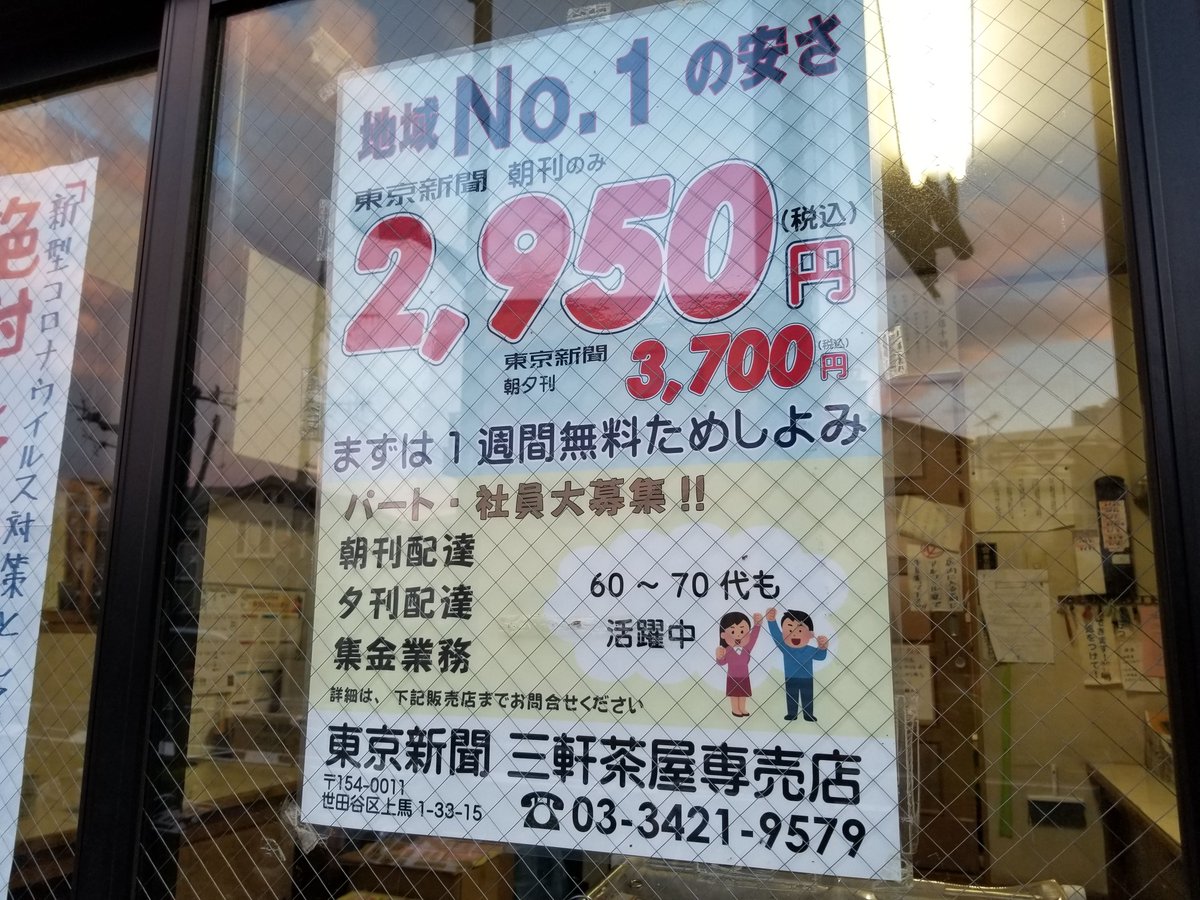 地域No.1の安さ
東京新聞 朝刊のみ
2,950円(税込)
東京新聞
朝夕刊
3,700円(税込)
まずは1週間無料ためしよみ
パート・社員大募集!!
朝刊配達
夕刊配達
集金業務
60～70代も
活躍中
詳細は、下記販売店までお問合せください
東京新聞 三軒茶屋専売店
〒154-0011
世田谷区上馬1-33-15
☎03-3421-9579
「新型コロナウイルス対策と
絶対